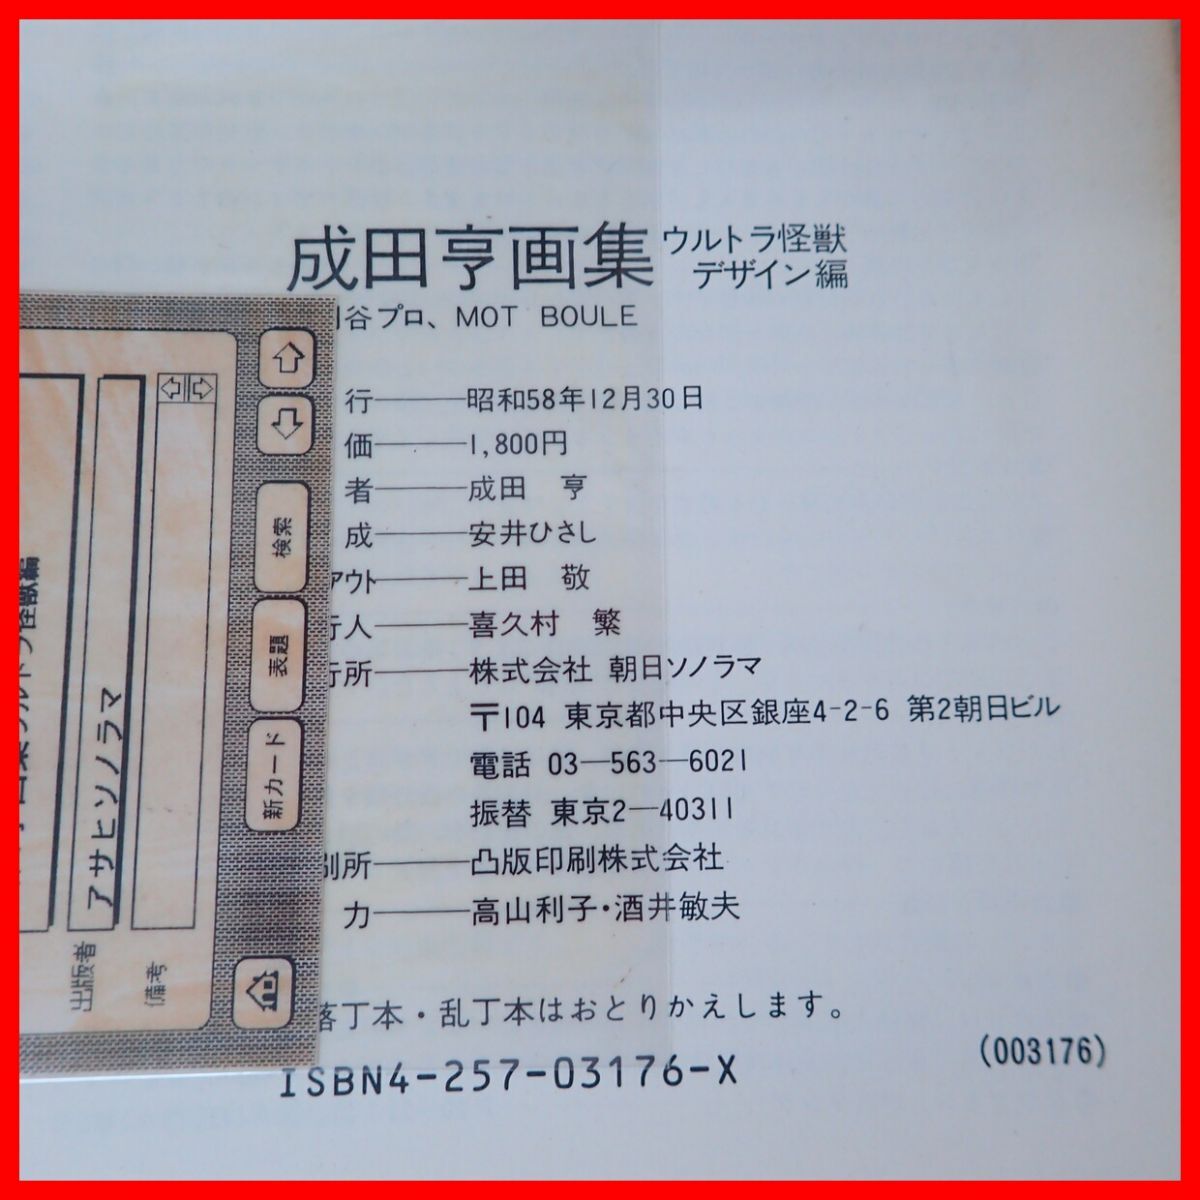 成田亨画集 ウルトラ怪獣
デザイン編
谷プロ、MOT BOULE
行――昭和58年12月30日
価――1,800円
者――成田 亨
成――安井ひさし
アウト――上田 敬
行人――喜久村 繁
行所――株式会社 朝日ソノラマ
〒104 東京都中央区銀座4-2-6 第2朝日ビル
電話 03―563―6021
振替 東京2―40311
刷所――凸版印刷株式会社
力――高山利子・酒井敏夫
落丁本・乱丁本はおとりかえします。
ISBN4-257-03176-X
(003176)
出版者 アサヒソノラマ
備考
新カード
表題
検索